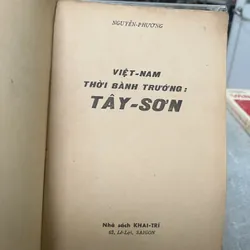 NGUYỄN-PHƯƠNG
VIỆT-NAM
THỜI BÀNH TRƯỚNG:
TÂY-SƠN
Nhà sách KHAI-TRÍ
62, Lê-Lợi, SAIGON